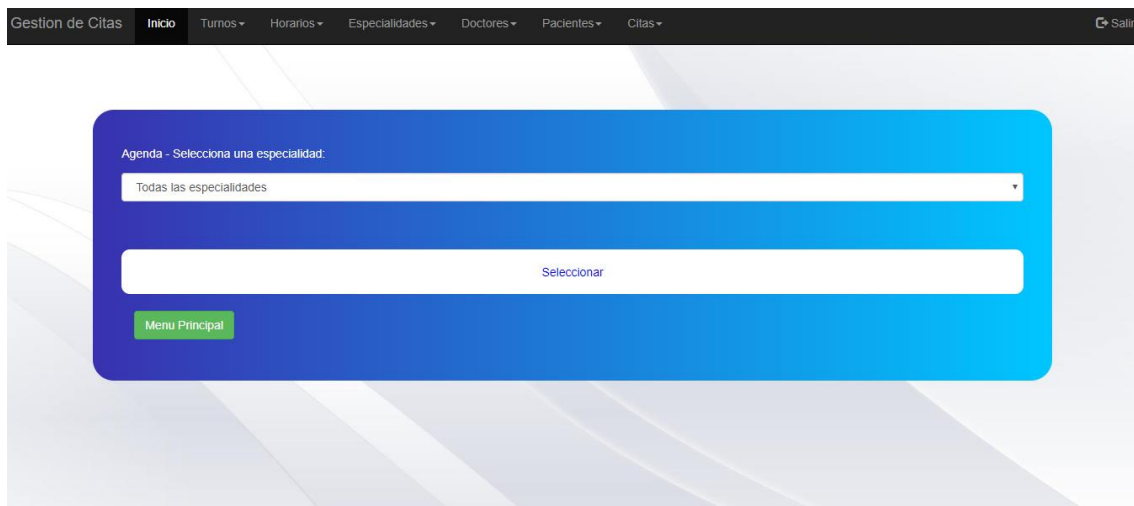 Gestion de Citas Inicio Turnos Horarios Especialidades Doctores Pacientes Citas Salir
Agenda - Selecciona una especialidad:
Todas las especialidades
Seleccionar
Menu Principal